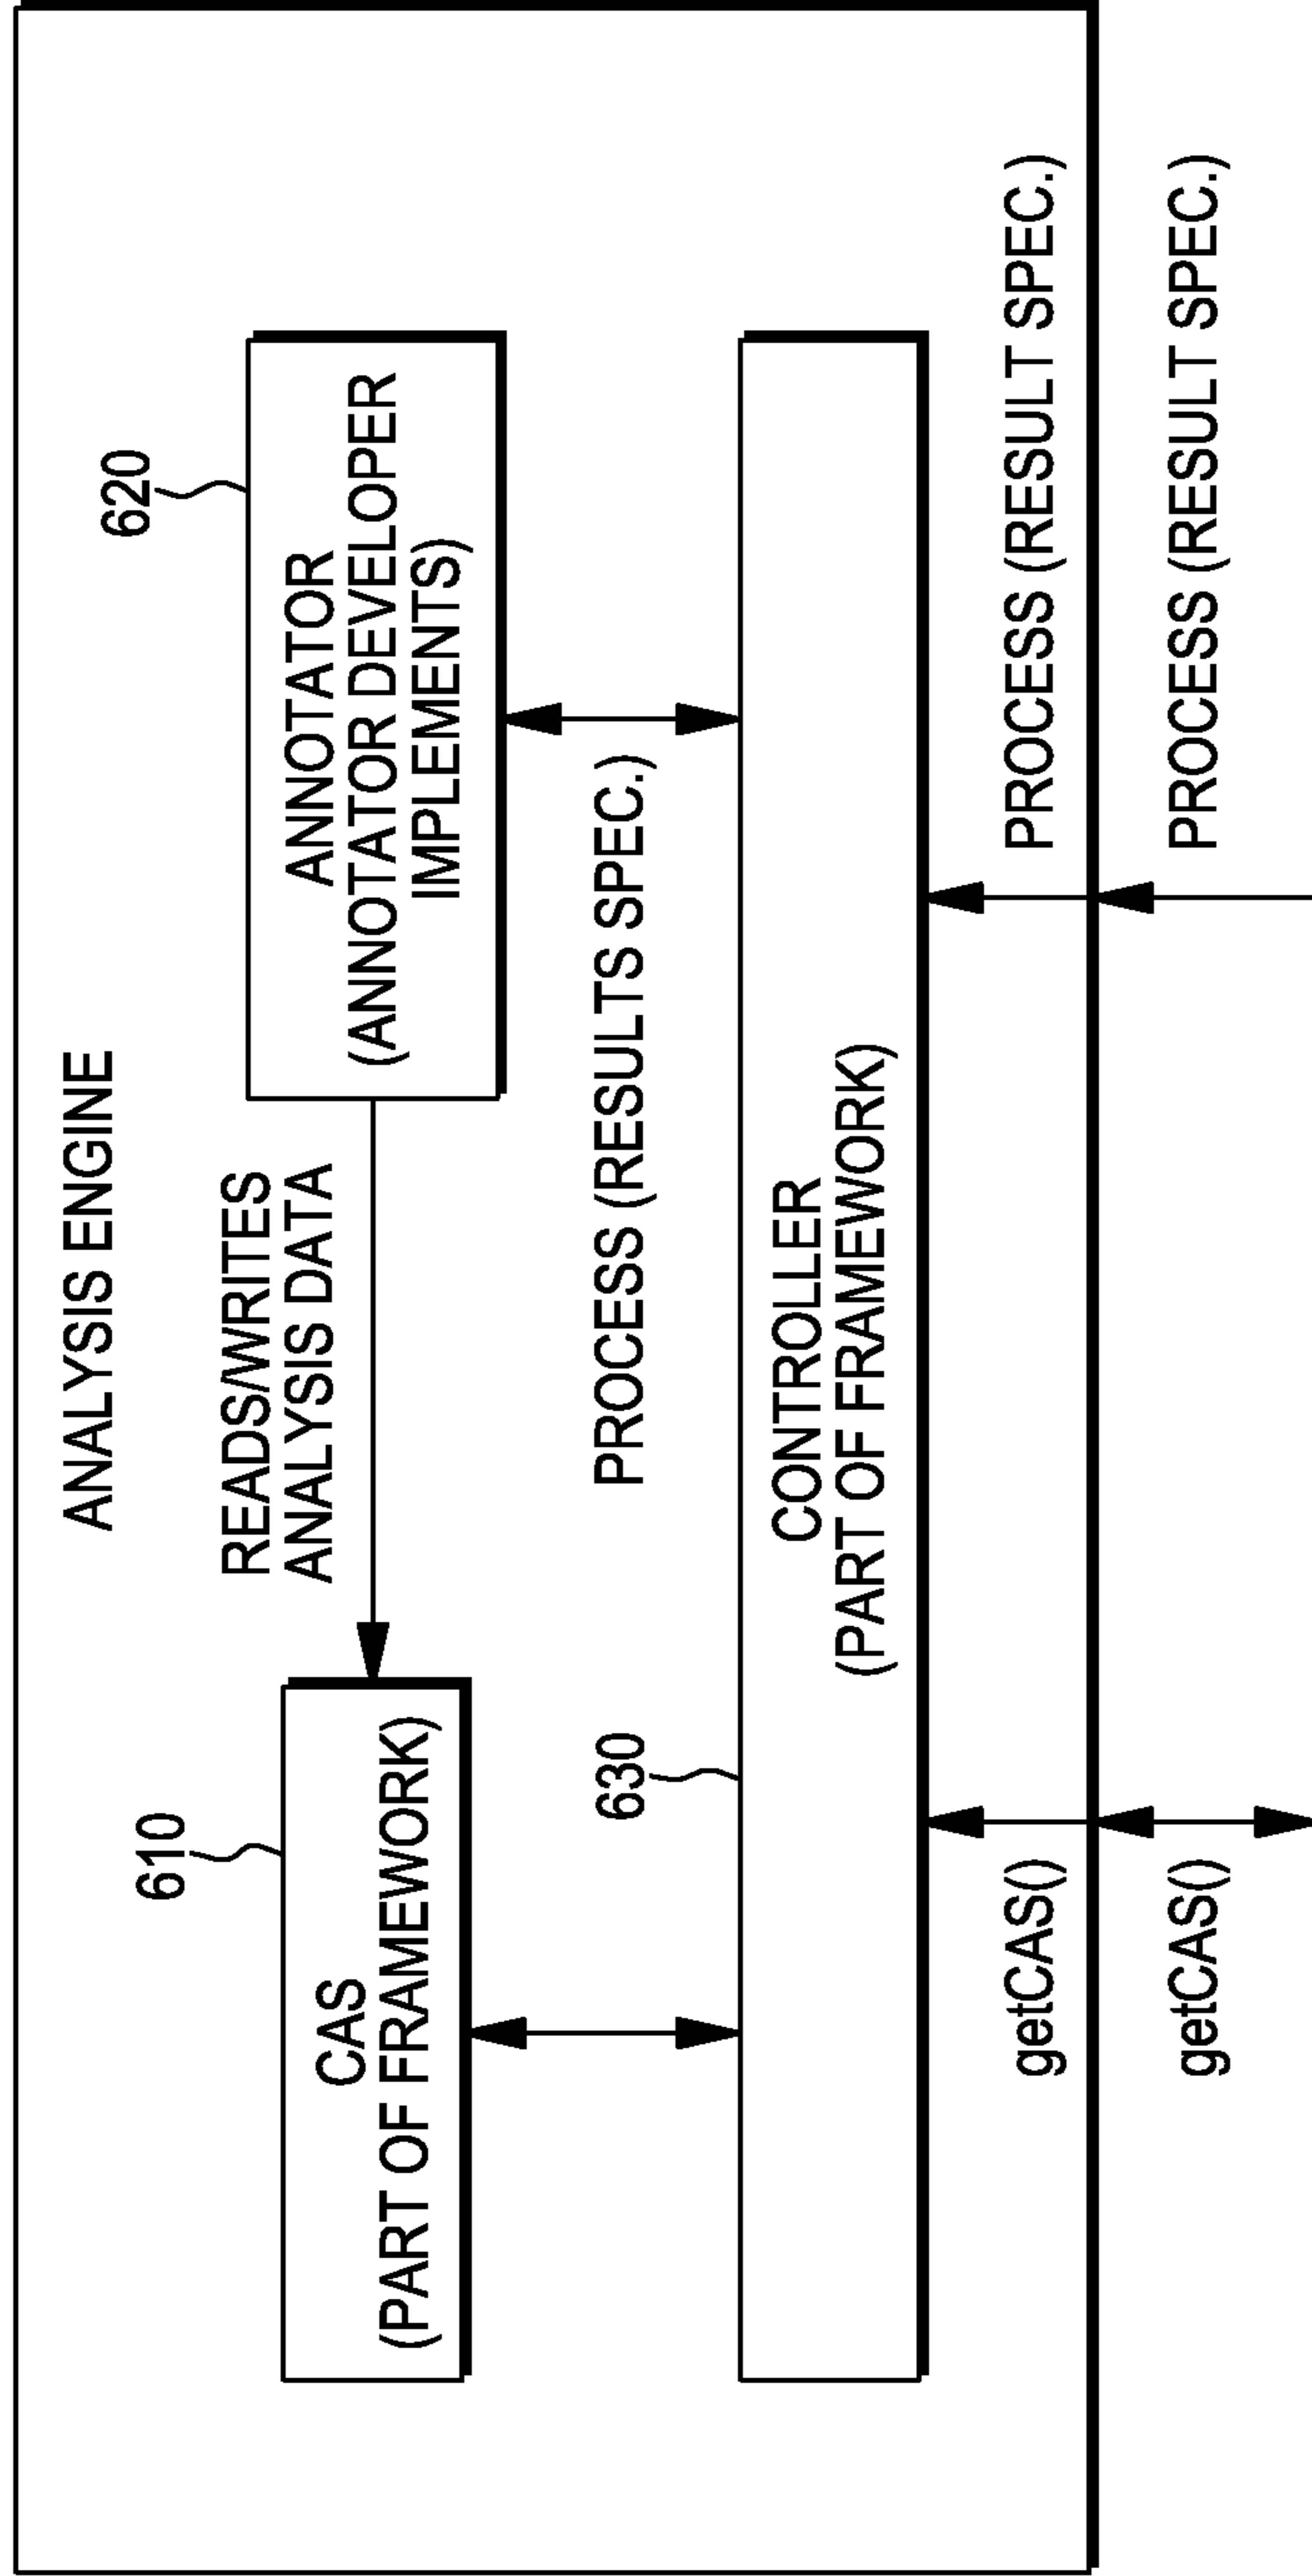 ANALYSIS ENGINE
610
620
CAS
(PART OF FRAMEWORK)
READS/WRITES
ANALYSIS DATA
ANNOTATOR
(ANNOTATOR DEVELOPER
IMPLEMENTS)
630
PROCESS (RESULTS SPEC.)
CONTROLLER
(PART OF FRAMEWORK)
getCAS()
PROCESS (RESULT SPEC.)
getCAS()
PROCESS (RESULT SPEC.)